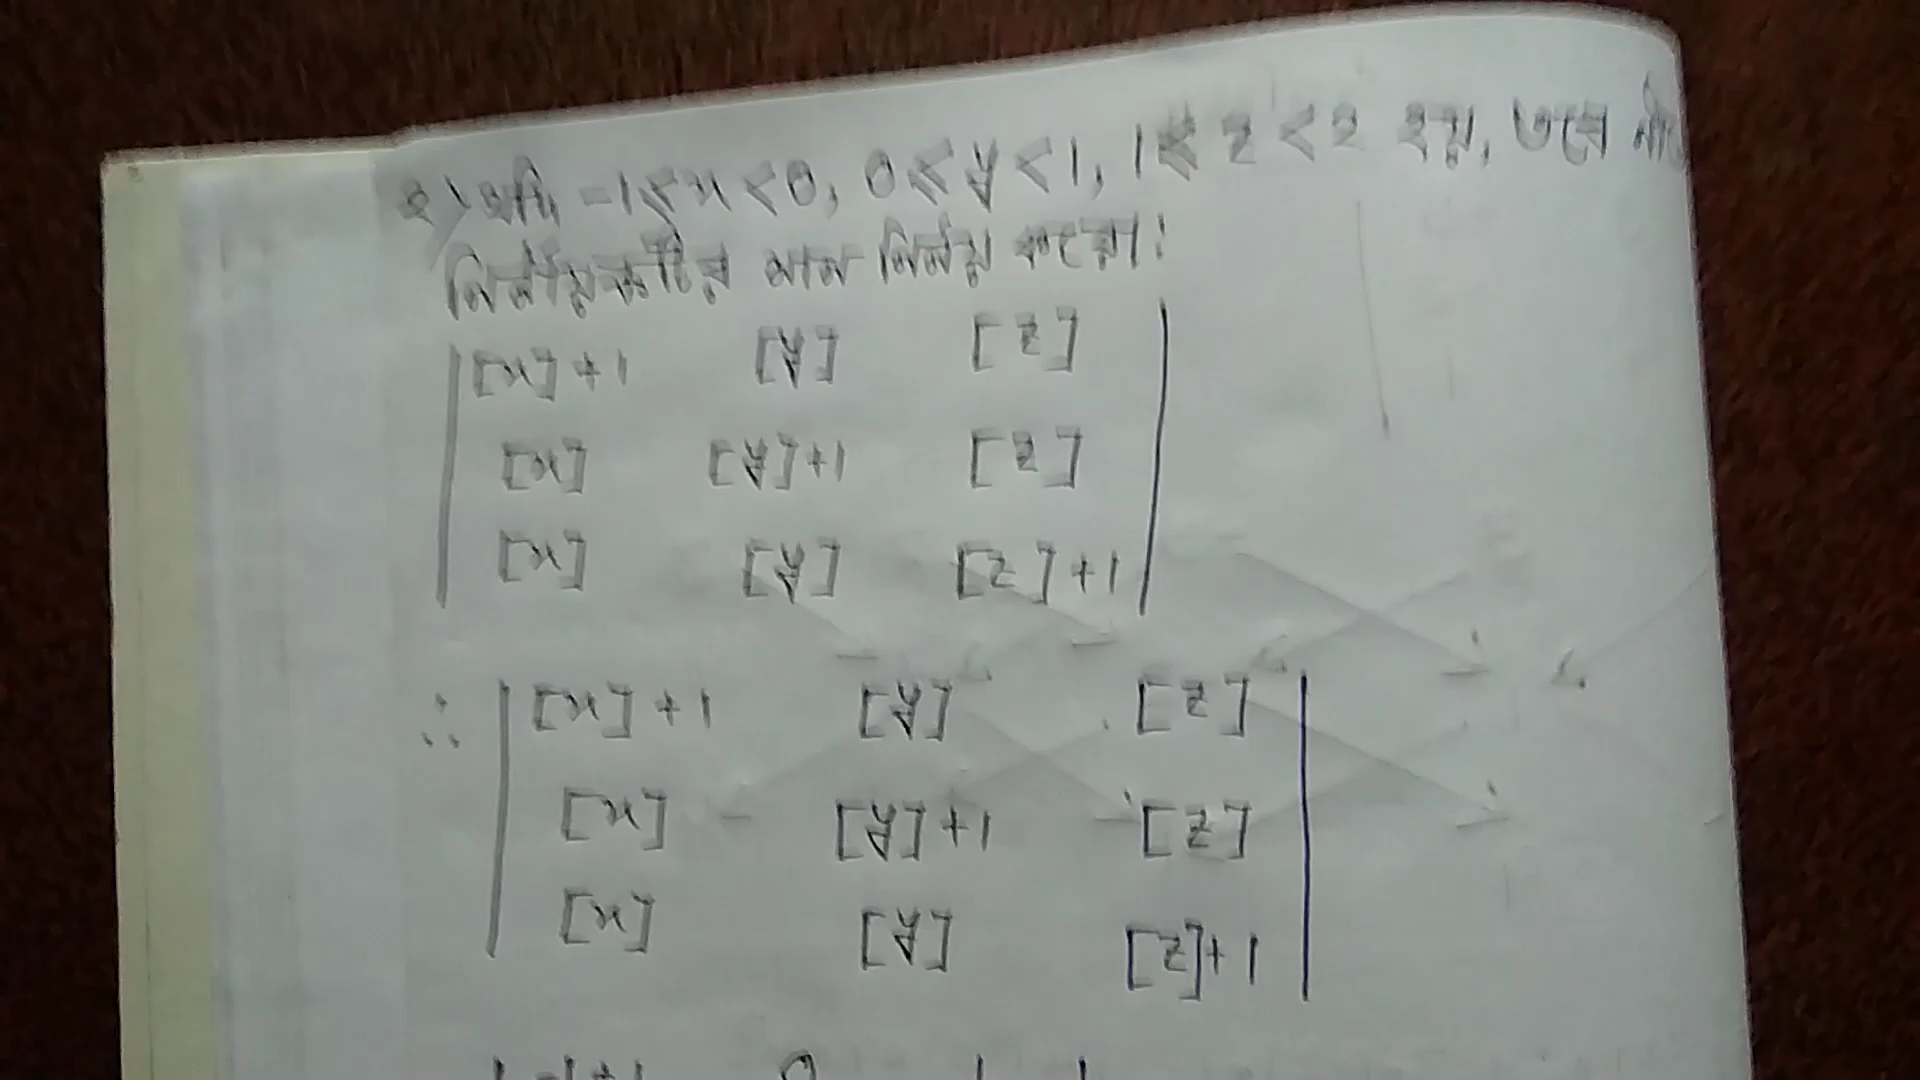 ২) যদি, -1≤x<0, 0≤y<1, 1≤z<2 হয়, তবে
নির্ণায়কটির মান নির্ণয় করো।
| [x]+1 [y] [z] |
| [x] [y]+1 [z] |
| [x] [y] [z]+1 |
∴ | [x]+1 [y] [z] |
| [x] [y]+1 [z] |
| [x] [y] [z]+1 |